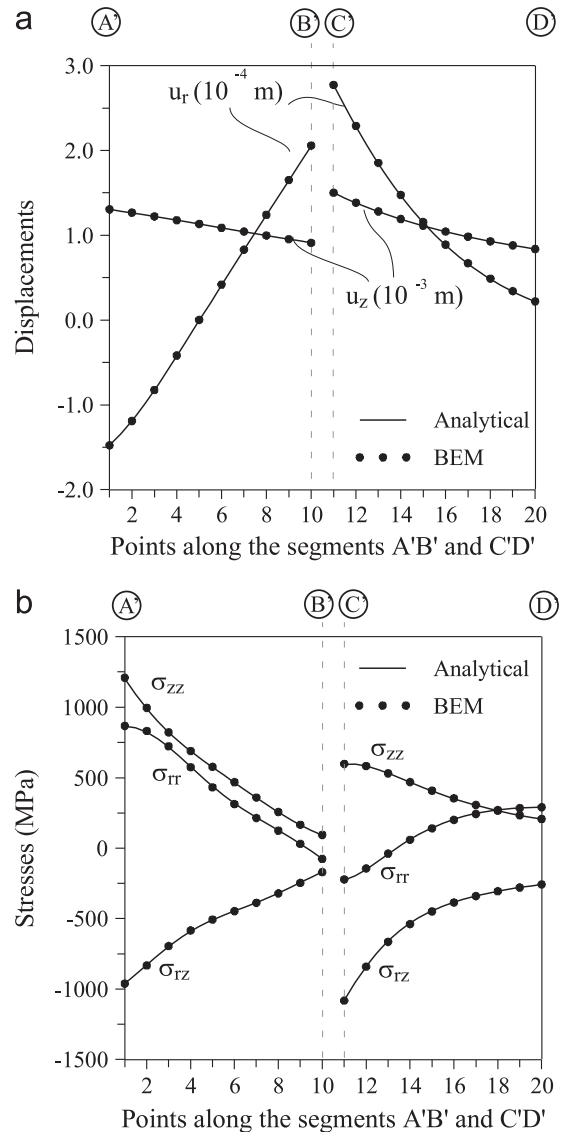 a
A' B' C' D'
3.0
2.0
1.0
0.0
-1.0
-2.0
Displacements
u_r (10^-4 m)
u_z (10^-3 m)
Analytical
BEM
2 4 6 8 10 12 14 16 18 20
Points along the segments A'B' and C'D'
b
A' B' C' D'
1500
1000
500
0
-500
-1000
-1500
Stresses (MPa)
Analytical
BEM
σ_zz
σ_rr
σ_rz
σ_zz
σ_rr
σ_rz
2 4 6 8 10 12 14 16 18 20
Points along the segments A'B' and C'D'